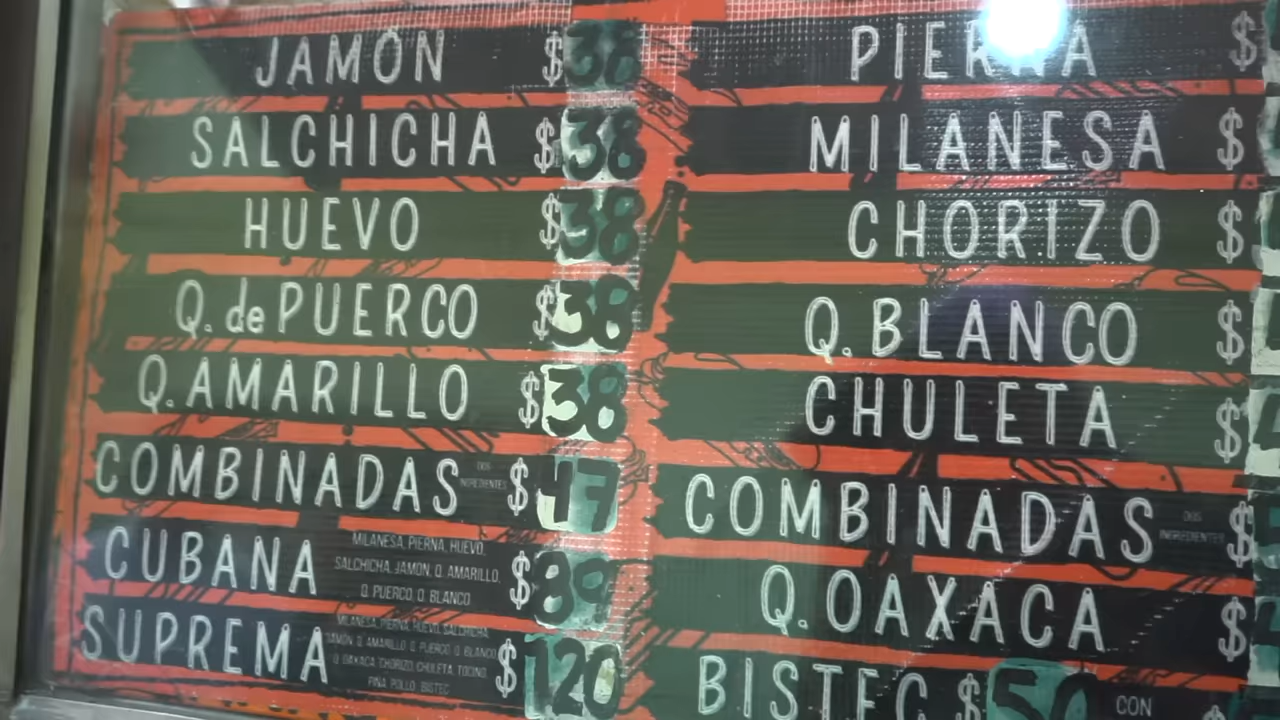 JAMÓN $38
SALCHICHA $38
HUEVO $38
Q. de PUERCO $38
Q. AMARILLO $38
COMBINADAS DOS INGREDIENTES $47
CUBANA $89
MILANESA, PIERNA, HUEVO,
SALCHICHA, JAMON, Q. AMARILLO,
Q. PUERCO, Q. BLANCO
SUPREMA $120
MILANESA, PIERNA, HUEVO, SALCHICHA,
JAMÓN, Q. AMARILLO, Q. PUERCO, Q. BLANCO,
Q. OAXACA, CHORIZO, CHULETA, TOCINO,
PIÑA, POLLO, BISTEC
PIERNA $
MILANESA $
CHORIZO $
Q. BLANCO $
CHULETA $
COMBINADAS DOS INGREDIENTES $
Q. OAXACA $
BISTEC $50 CON